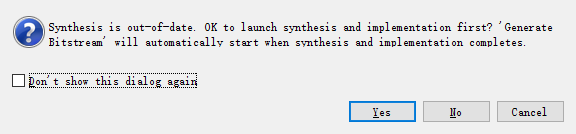 Synthesis is out-of-date. OK to launch synthesis and implementation first? 'Generate
Bitstream' will automatically start when synthesis and implementation completes.
Don't show this dialog again
Yes No Cancel